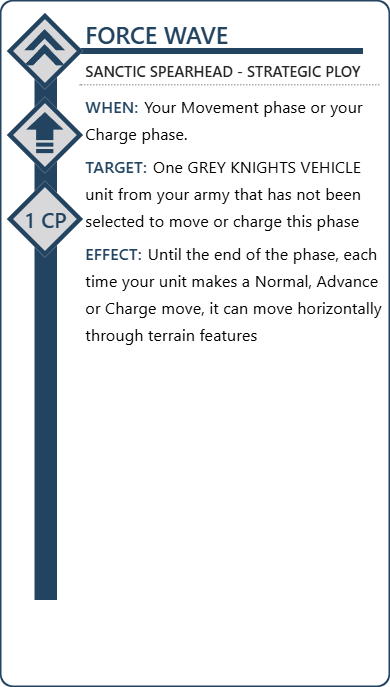 FORCE WAVE
SANCTIC SPEARHEAD - STRATEGIC PLOY
WHEN: Your Movement phase or your
Charge phase.
TARGET: One GREY KNIGHTS VEHICLE
unit from your army that has not been
selected to move or charge this phase
1 CP
EFFECT: Until the end of the phase, each
time your unit makes a Normal, Advance
or Charge move, it can move horizontally
through terrain features